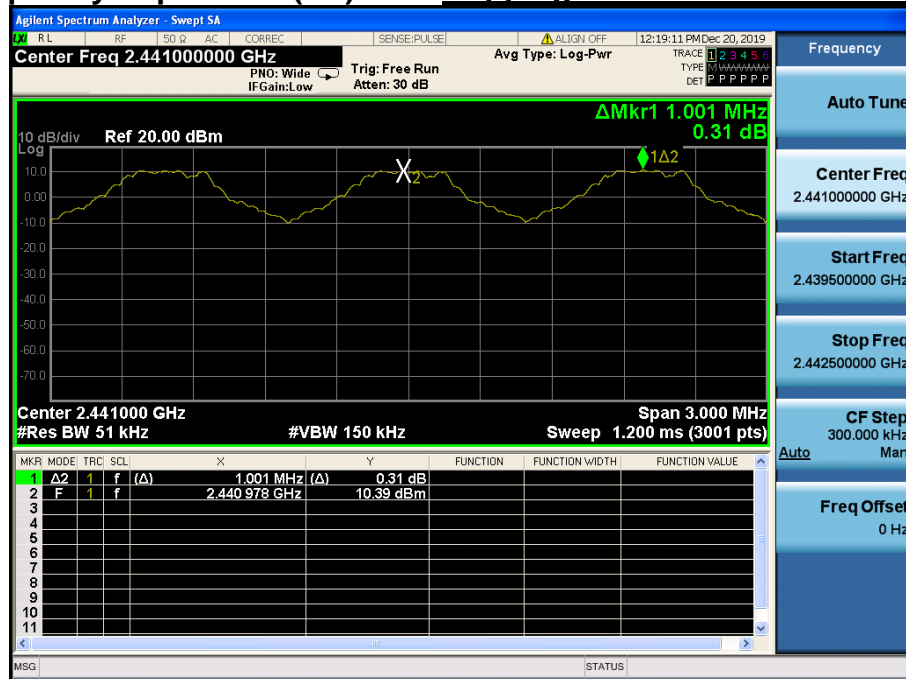 Agilent Spectrum Analyzer - Swept SA
LXI RL RF 50 Ω AC CORREC SENSE:PULSE ALIGN OFF 12:19:11 PM Dec 20, 2019
Center Freq 2.441000000 GHz
PNO: Wide
IFGain:Low
Trig: Free Run
Atten: 30 dB
Avg Type: Log-Pwr
TRACE 1 2 3 4 5 6
TYPE M W W W W W
DET P P P P P P
ΔMkr1 1.001 MHz
0.31 dB
10 dB/div Ref 20.00 dBm
Log
10.0
0.00
-10.0
-20.0
-30.0
-40.0
-50.0
-60.0
-70.0
X2
1Δ2
Center 2.441000 GHz Span 3.000 MHz
#Res BW 51 kHz #VBW 150 kHz Sweep 1.200 ms (3001 pts)
MKR MODE TRC SCL X Y FUNCTION FUNCTION WIDTH FUNCTION VALUE
1 Δ2 1 f (Δ) 1.001 MHz (Δ) 0.31 dB
2 F 1 f 2.440 978 GHz 10.39 dBm
3
4
5
6
7
8
9
10
11
MSG STATUS
Frequency
Auto Tune
Center Freq
2.441000000 GHz
Start Freq
2.439500000 GHz
Stop Freq
2.442500000 GHz
CF Step
300.000 kHz
Auto Man
Freq Offset
0 Hz